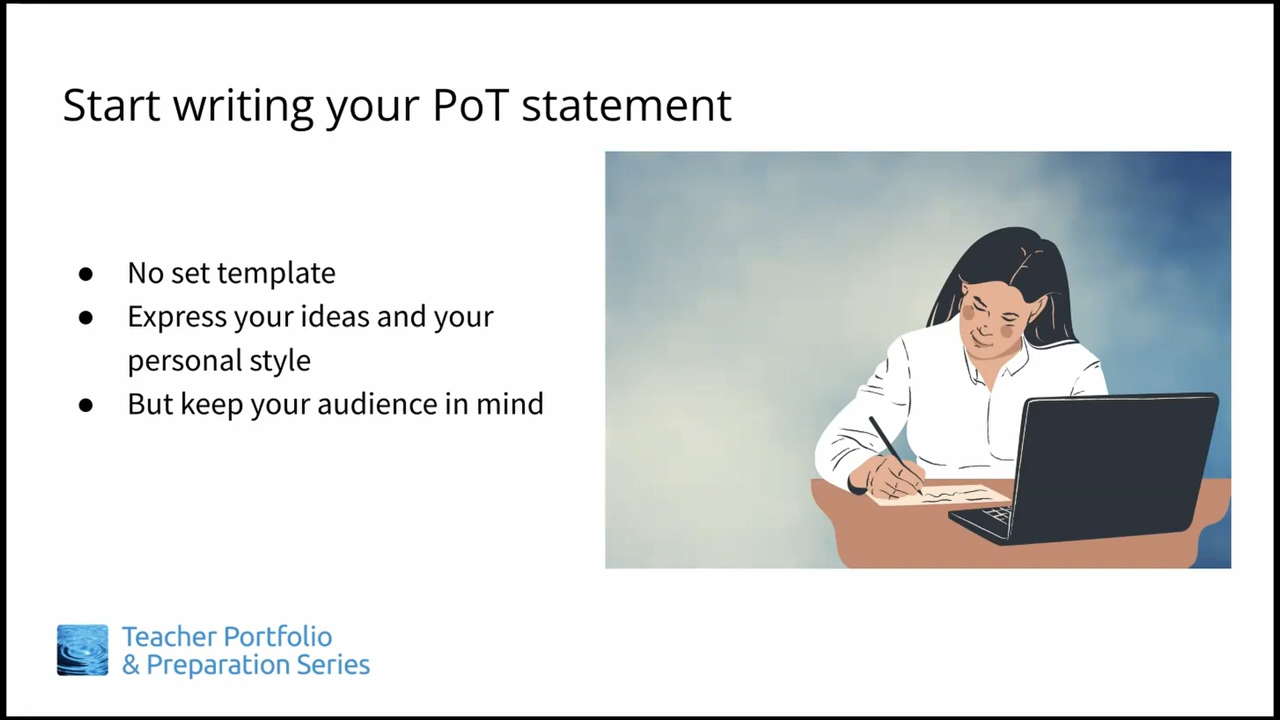 Start writing your PoT statement
● No set template
● Express your ideas and your
personal style
● But keep your audience in mind
Teacher Portfolio
& Preparation Series